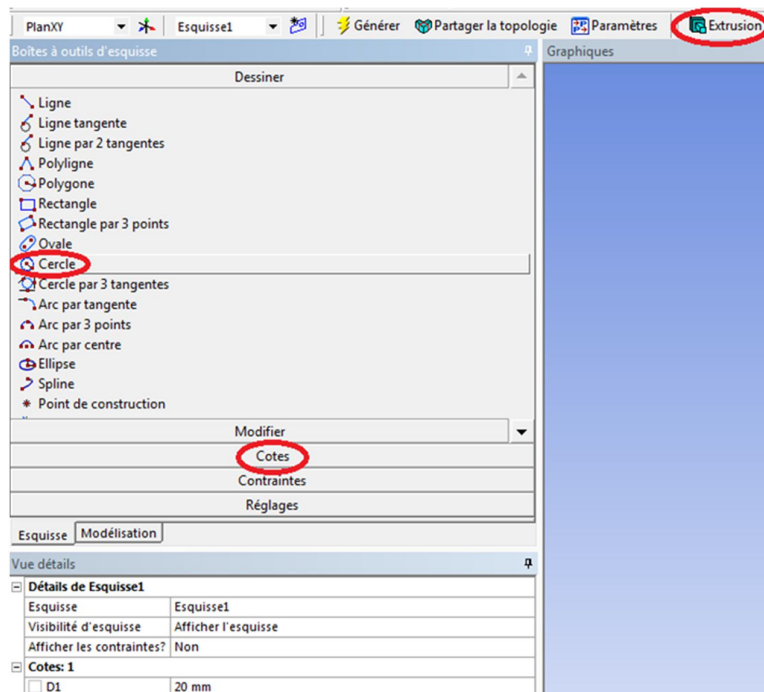 PlanXY Esquisse1 Générer Partager la topologie Paramètres Extrusion
Boîtes à outils d'esquisse
Graphiques
Dessiner
Ligne
Ligne tangente
Ligne par 2 tangentes
Polyligne
Polygone
Rectangle
Rectangle par 3 points
Ovale
Cercle
Cercle par 3 tangentes
Arc par tangente
Arc par 3 points
Arc par centre
Ellipse
Spline
Point de construction
Modifier
Cotes
Contraintes
Réglages
Esquisse Modélisation
Vue détails
Détails de Esquisse1
Esquisse Esquisse1
Visibilité d'esquisse Afficher l'esquisse
Afficher les contraintes? Non
Cotes: 1
D1 20 mm